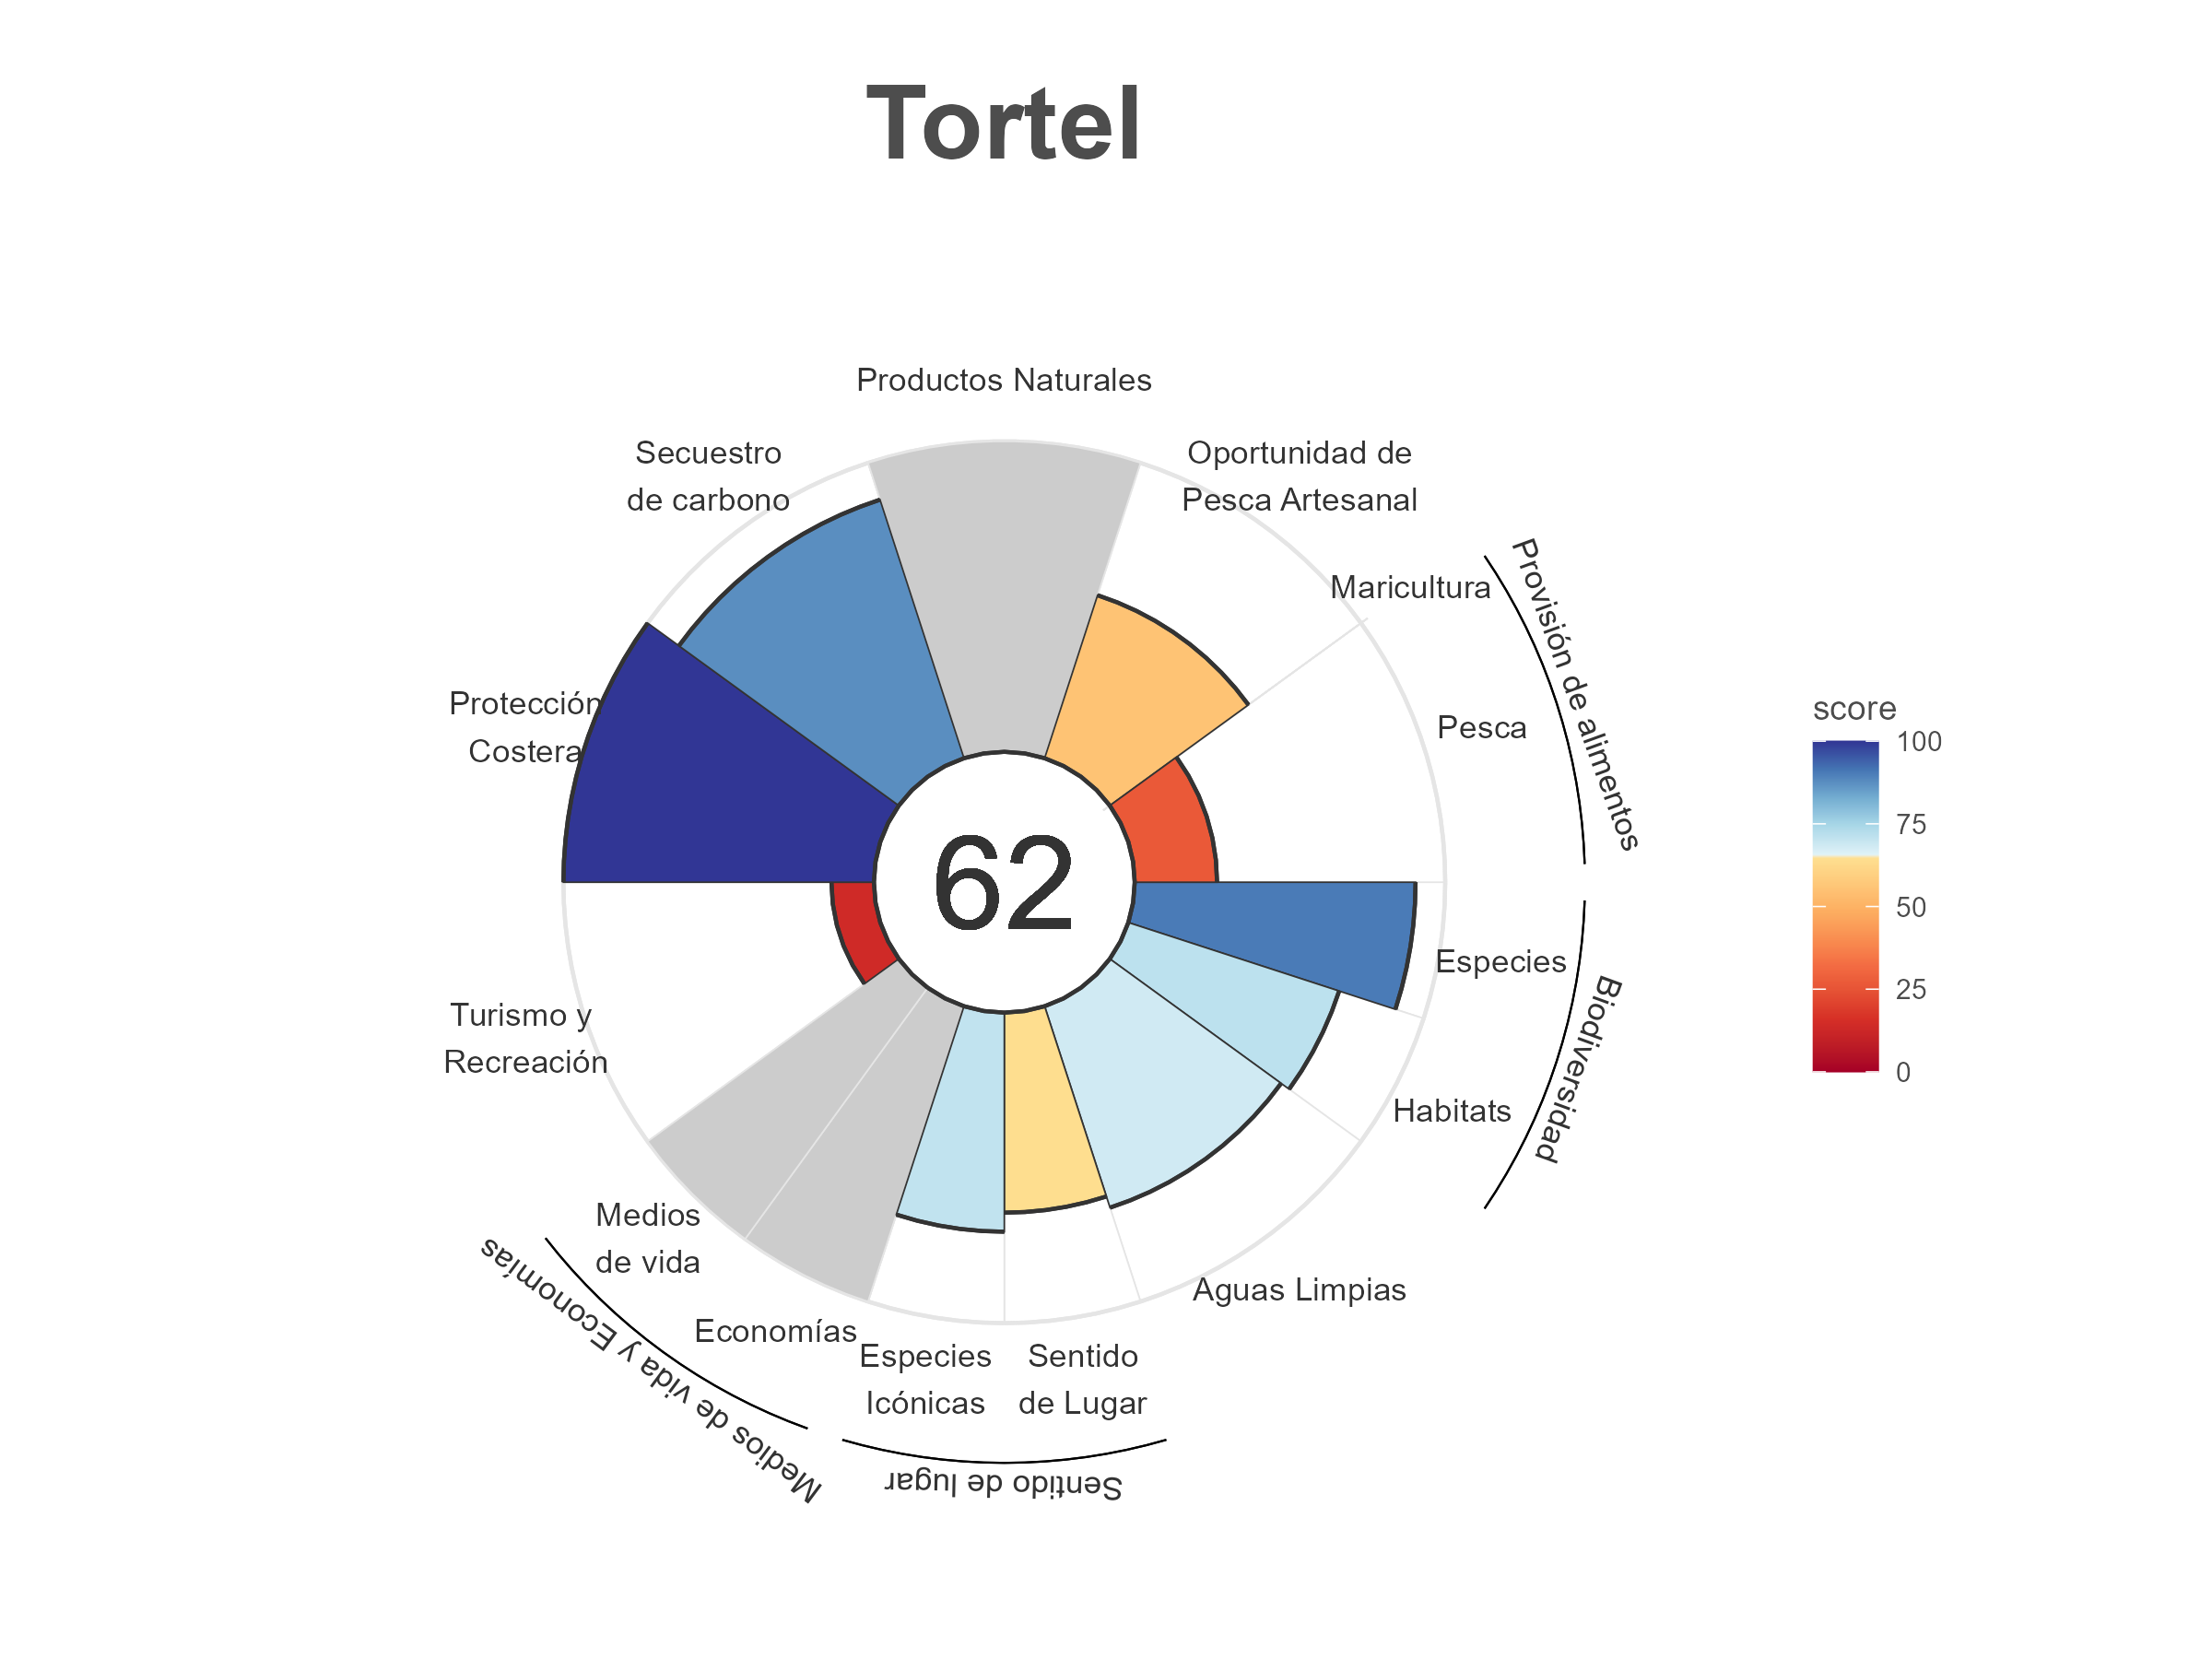 Tortel
Productos Naturales
Secuestro
de carbono
Oportunidad de
Pesca Artesanal
Maricultura
Provisión de alimentos
Pesca
Protección
Costera
score
100
75
50
25
0
62
Especies
Biodiversidad
Habitats
Turismo y
Recreación
Medios
de vida
Economías
Medios de vida y Economías
Aguas Limpias
Especies
Icónicas
Sentido
de Lugar
Sentido de lugar